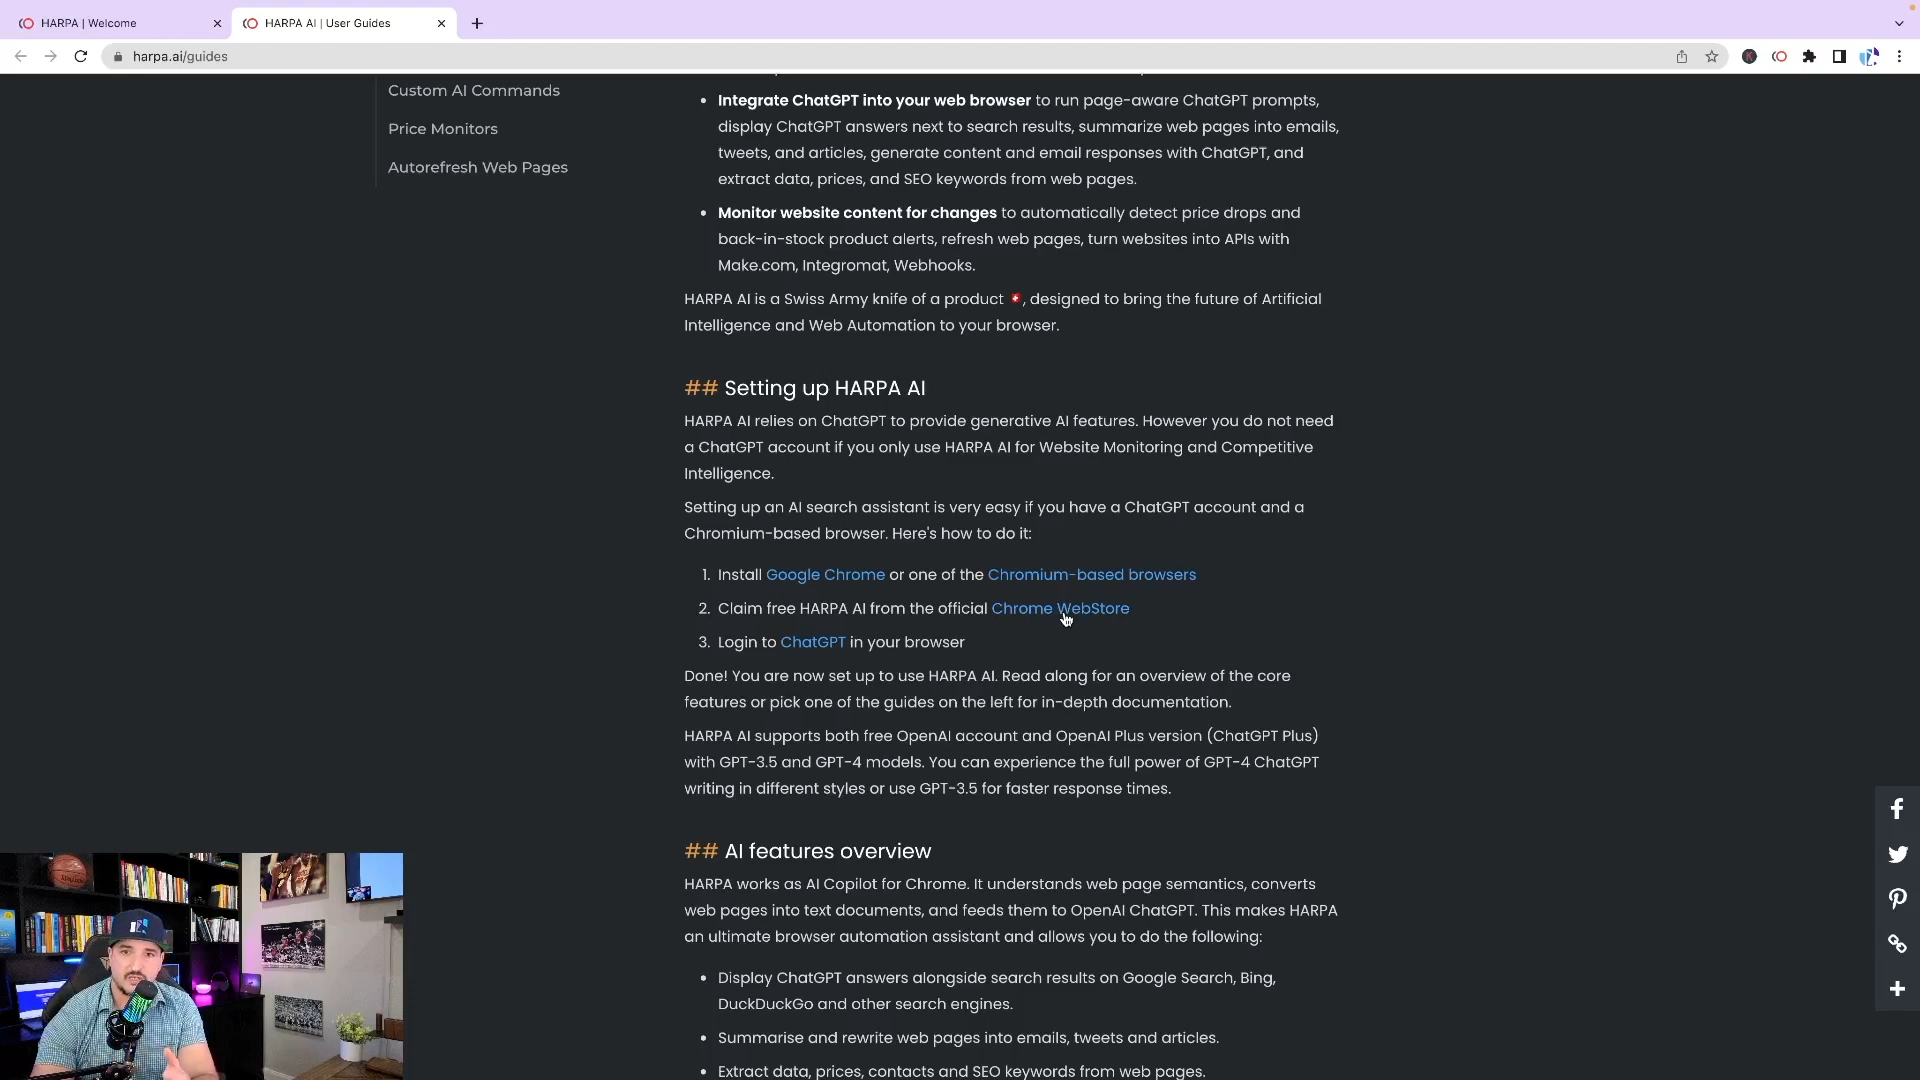 HARPA | Welcome
HARPA AI | User Guides
harpa.ai/guides
Custom AI Commands
Price Monitors
Autorefresh Web Pages
Integrate ChatGPT into your web browser to run page-aware ChatGPT prompts,
display ChatGPT answers next to search results, summarize web pages into emails,
tweets, and articles, generate content and email responses with ChatGPT, and
extract data, prices, and SEO keywords from web pages.
Monitor website content for changes to automatically detect price drops and
back-in-stock product alerts, refresh web pages, turn websites into APIs with
Make.com, Integromat, Webhooks.
HARPA AI is a Swiss Army knife of a product 🇨🇭, designed to bring the future of Artificial
Intelligence and Web Automation to your browser.
## Setting up HARPA AI
HARPA AI relies on ChatGPT to provide generative AI features. However you do not need
a ChatGPT account if you only use HARPA AI for Website Monitoring and Competitive
Intelligence.
Setting up an AI search assistant is very easy if you have a ChatGPT account and a
Chromium-based browser. Here's how to do it:
1. Install Google Chrome or one of the Chromium-based browsers
2. Claim free HARPA AI from the official Chrome WebStore
3. Login to ChatGPT in your browser
Done! You are now set up to use HARPA AI. Read along for an overview of the core
features or pick one of the guides on the left for in-depth documentation.
HARPA AI supports both free OpenAI account and OpenAI Plus version (ChatGPT Plus)
with GPT-3.5 and GPT-4 models. You can experience the full power of GPT-4 ChatGPT
writing in different styles or use GPT-3.5 for faster response times.
## AI features overview
HARPA works as AI Copilot for Chrome. It understands web page semantics, converts
web pages into text documents, and feeds them to OpenAI ChatGPT. This makes HARPA
an ultimate browser automation assistant and allows you to do the following:
Display ChatGPT answers alongside search results on Google Search, Bing,
DuckDuckGo and other search engines.
Summarise and rewrite web pages into emails, tweets and articles.
Extract data, prices, contacts and SEO keywords from web pages.